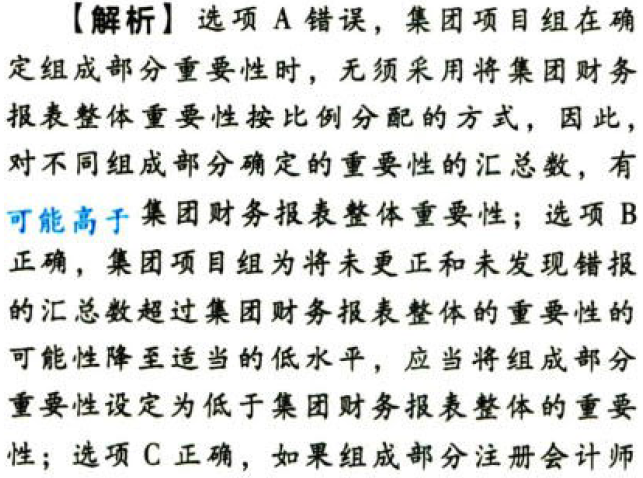 【解析】选项 A 错误，集团项目组在确
定组成部分重要性时，无须采用将集团财务
报表整体重要性按比例分配的方式，因此，
对不同组成部分确定的重要性的汇总数，有
可能高于集团财务报表整体重要性；选项 B
正确，集团项目组为将未更正和未发现错报
的汇总数超过集团财务报表整体的重要性的
可能性降至适当的低水平，应当将组成部分
重要性设定为低于集团财务报表整体的重要
性；选项 C 正确，如果组成部分注册会计师